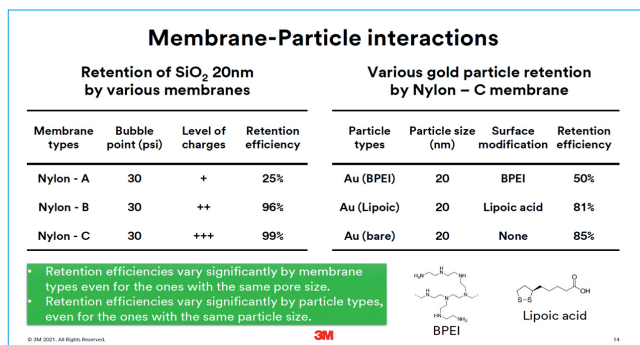 Membrane-Particle interactions
Retention of SiO2 20nm
by various membranes
Membrane types Bubble point (psi) Level of charges Retention efficiency
Nylon - A 30 + 25%
Nylon - B 30 ++ 96%
Nylon - C 30 +++ 99%
Various gold particle retention
by Nylon – C membrane
Particle types Particle size (nm) Surface modification Retention efficiency
Au (BPEI) 20 BPEI 50%
Au (Lipoic) 20 Lipoic acid 81%
Au (bare) 20 None 85%
• Retention efficiencies vary significantly by membrane
types even for the ones with the same pore size.
• Retention efficiencies vary significantly by particle types,
even for the ones with the same particle size.
H2N
H
N
NH
N
HN
N
HN
NH2
BPEI
S-S
O
OH
Lipoic acid
© 3M 2021. All Rights Reserved.
3M
14